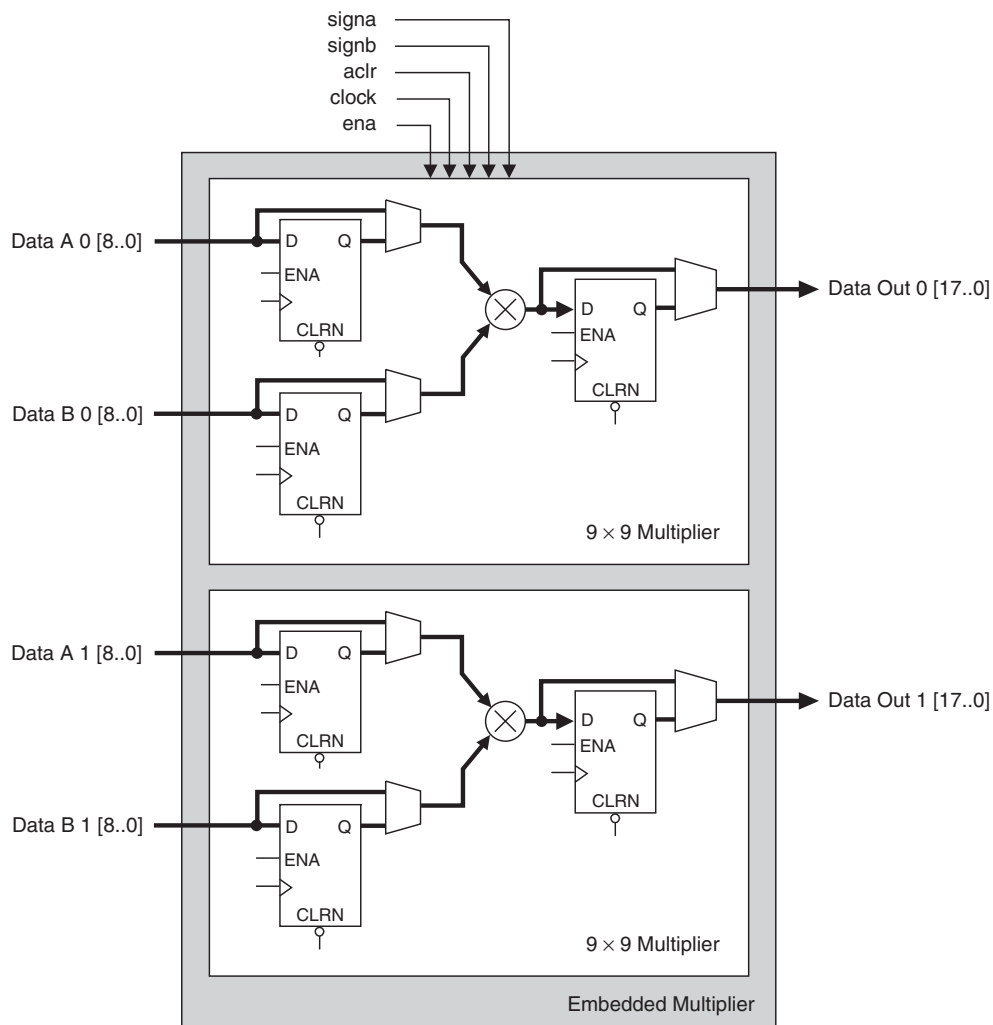 signa
signb
aclr
clock
ena
Data A 0 [8..0]
D Q
ENA
CLRN
Data B 0 [8..0]
D Q
ENA
CLRN
D Q
ENA
CLRN
Data Out 0 [17..0]
9 × 9 Multiplier
Data A 1 [8..0]
D Q
ENA
CLRN
Data B 1 [8..0]
D Q
ENA
CLRN
D Q
ENA
CLRN
Data Out 1 [17..0]
9 × 9 Multiplier
Embedded Multiplier